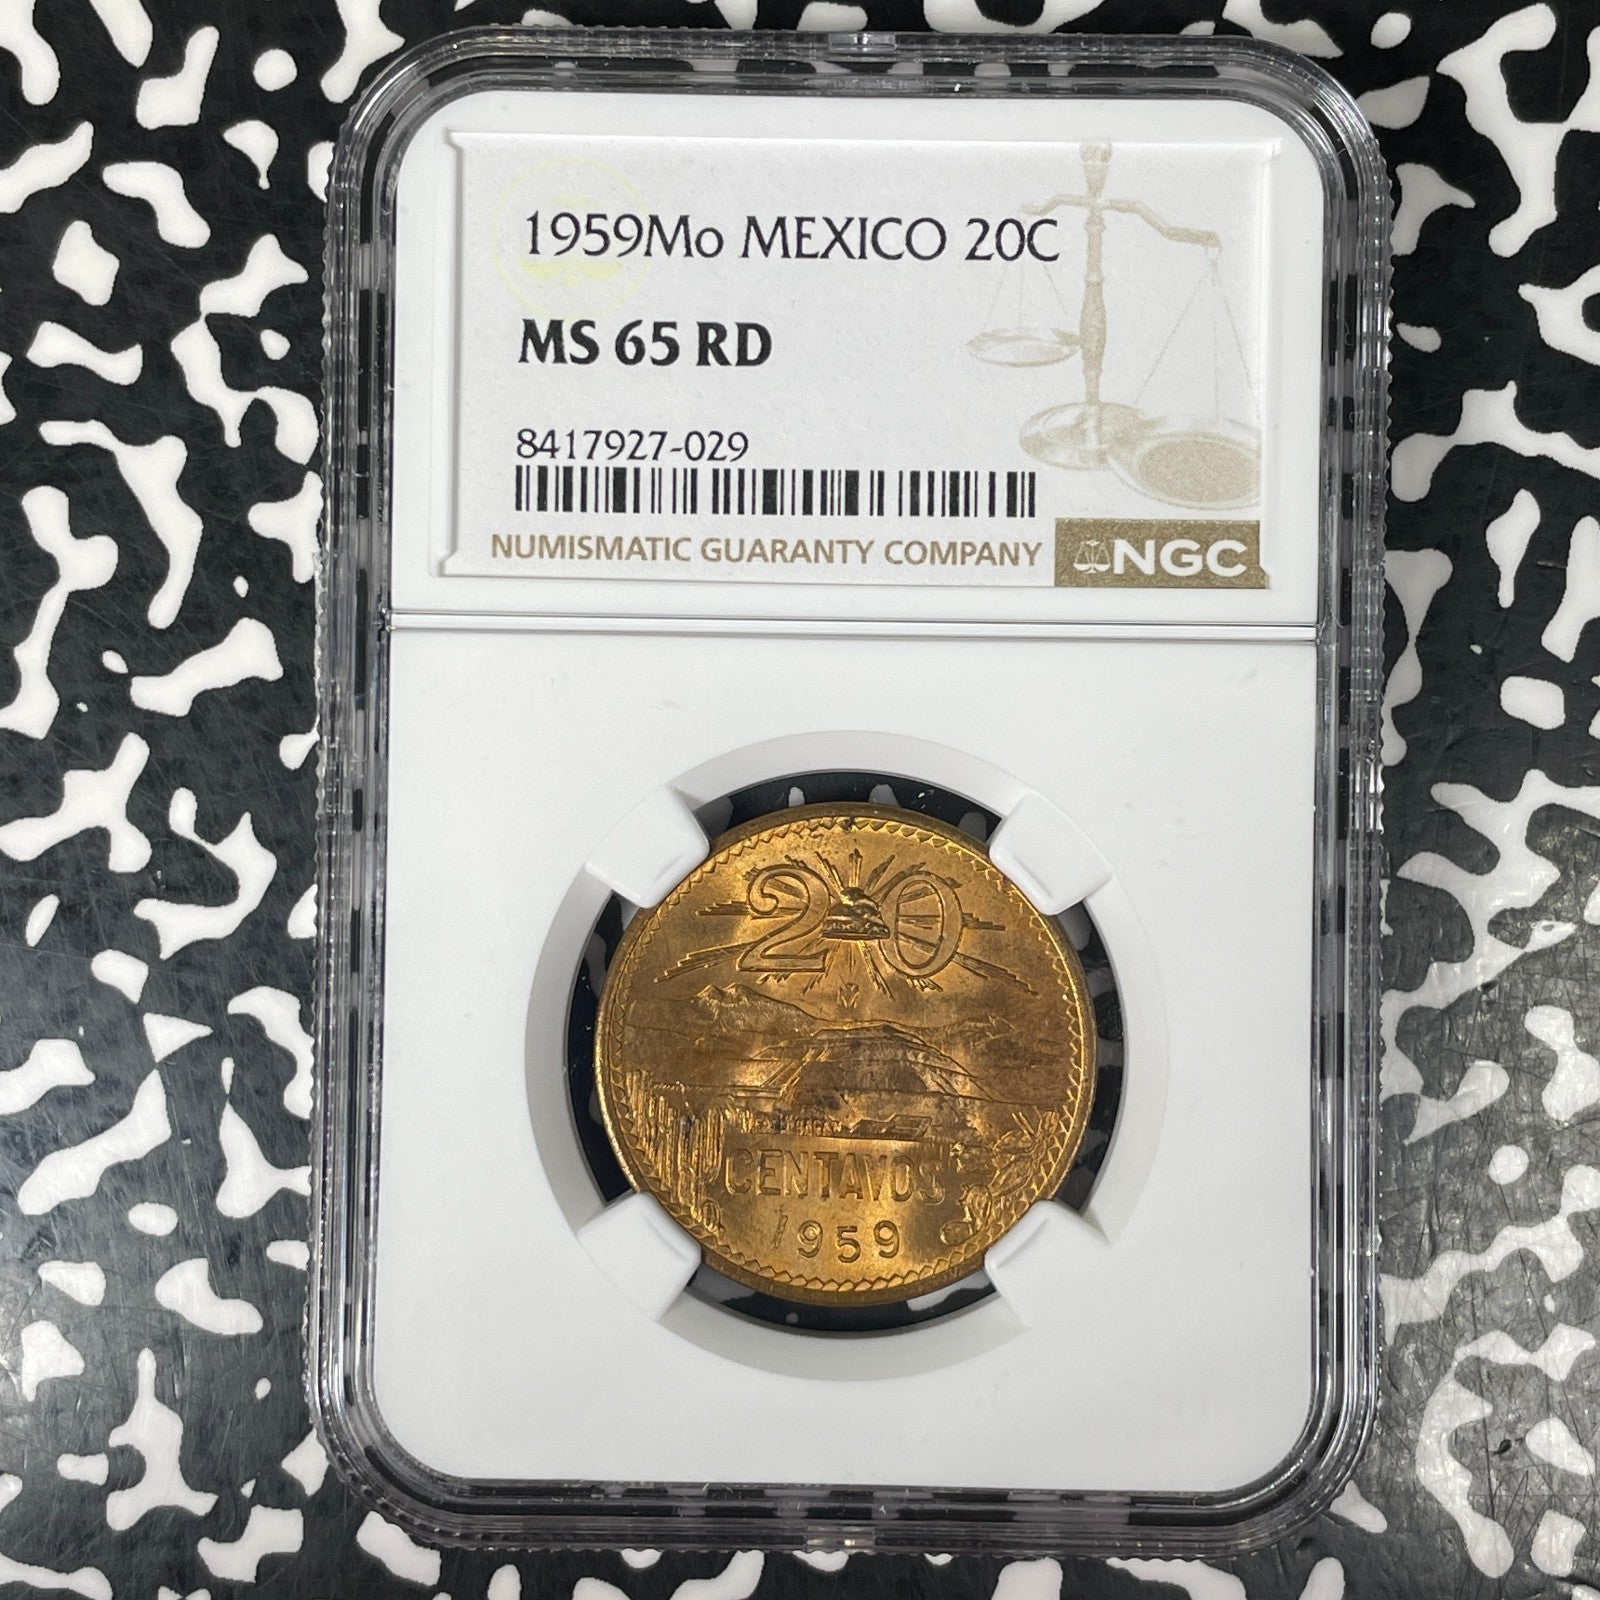 1959Mo MEXICO 20C
MS 65 RD
8417927-029
NUMISMATIC GUARANTY COMPANY NGC
20
M
CENTAVOS
1959